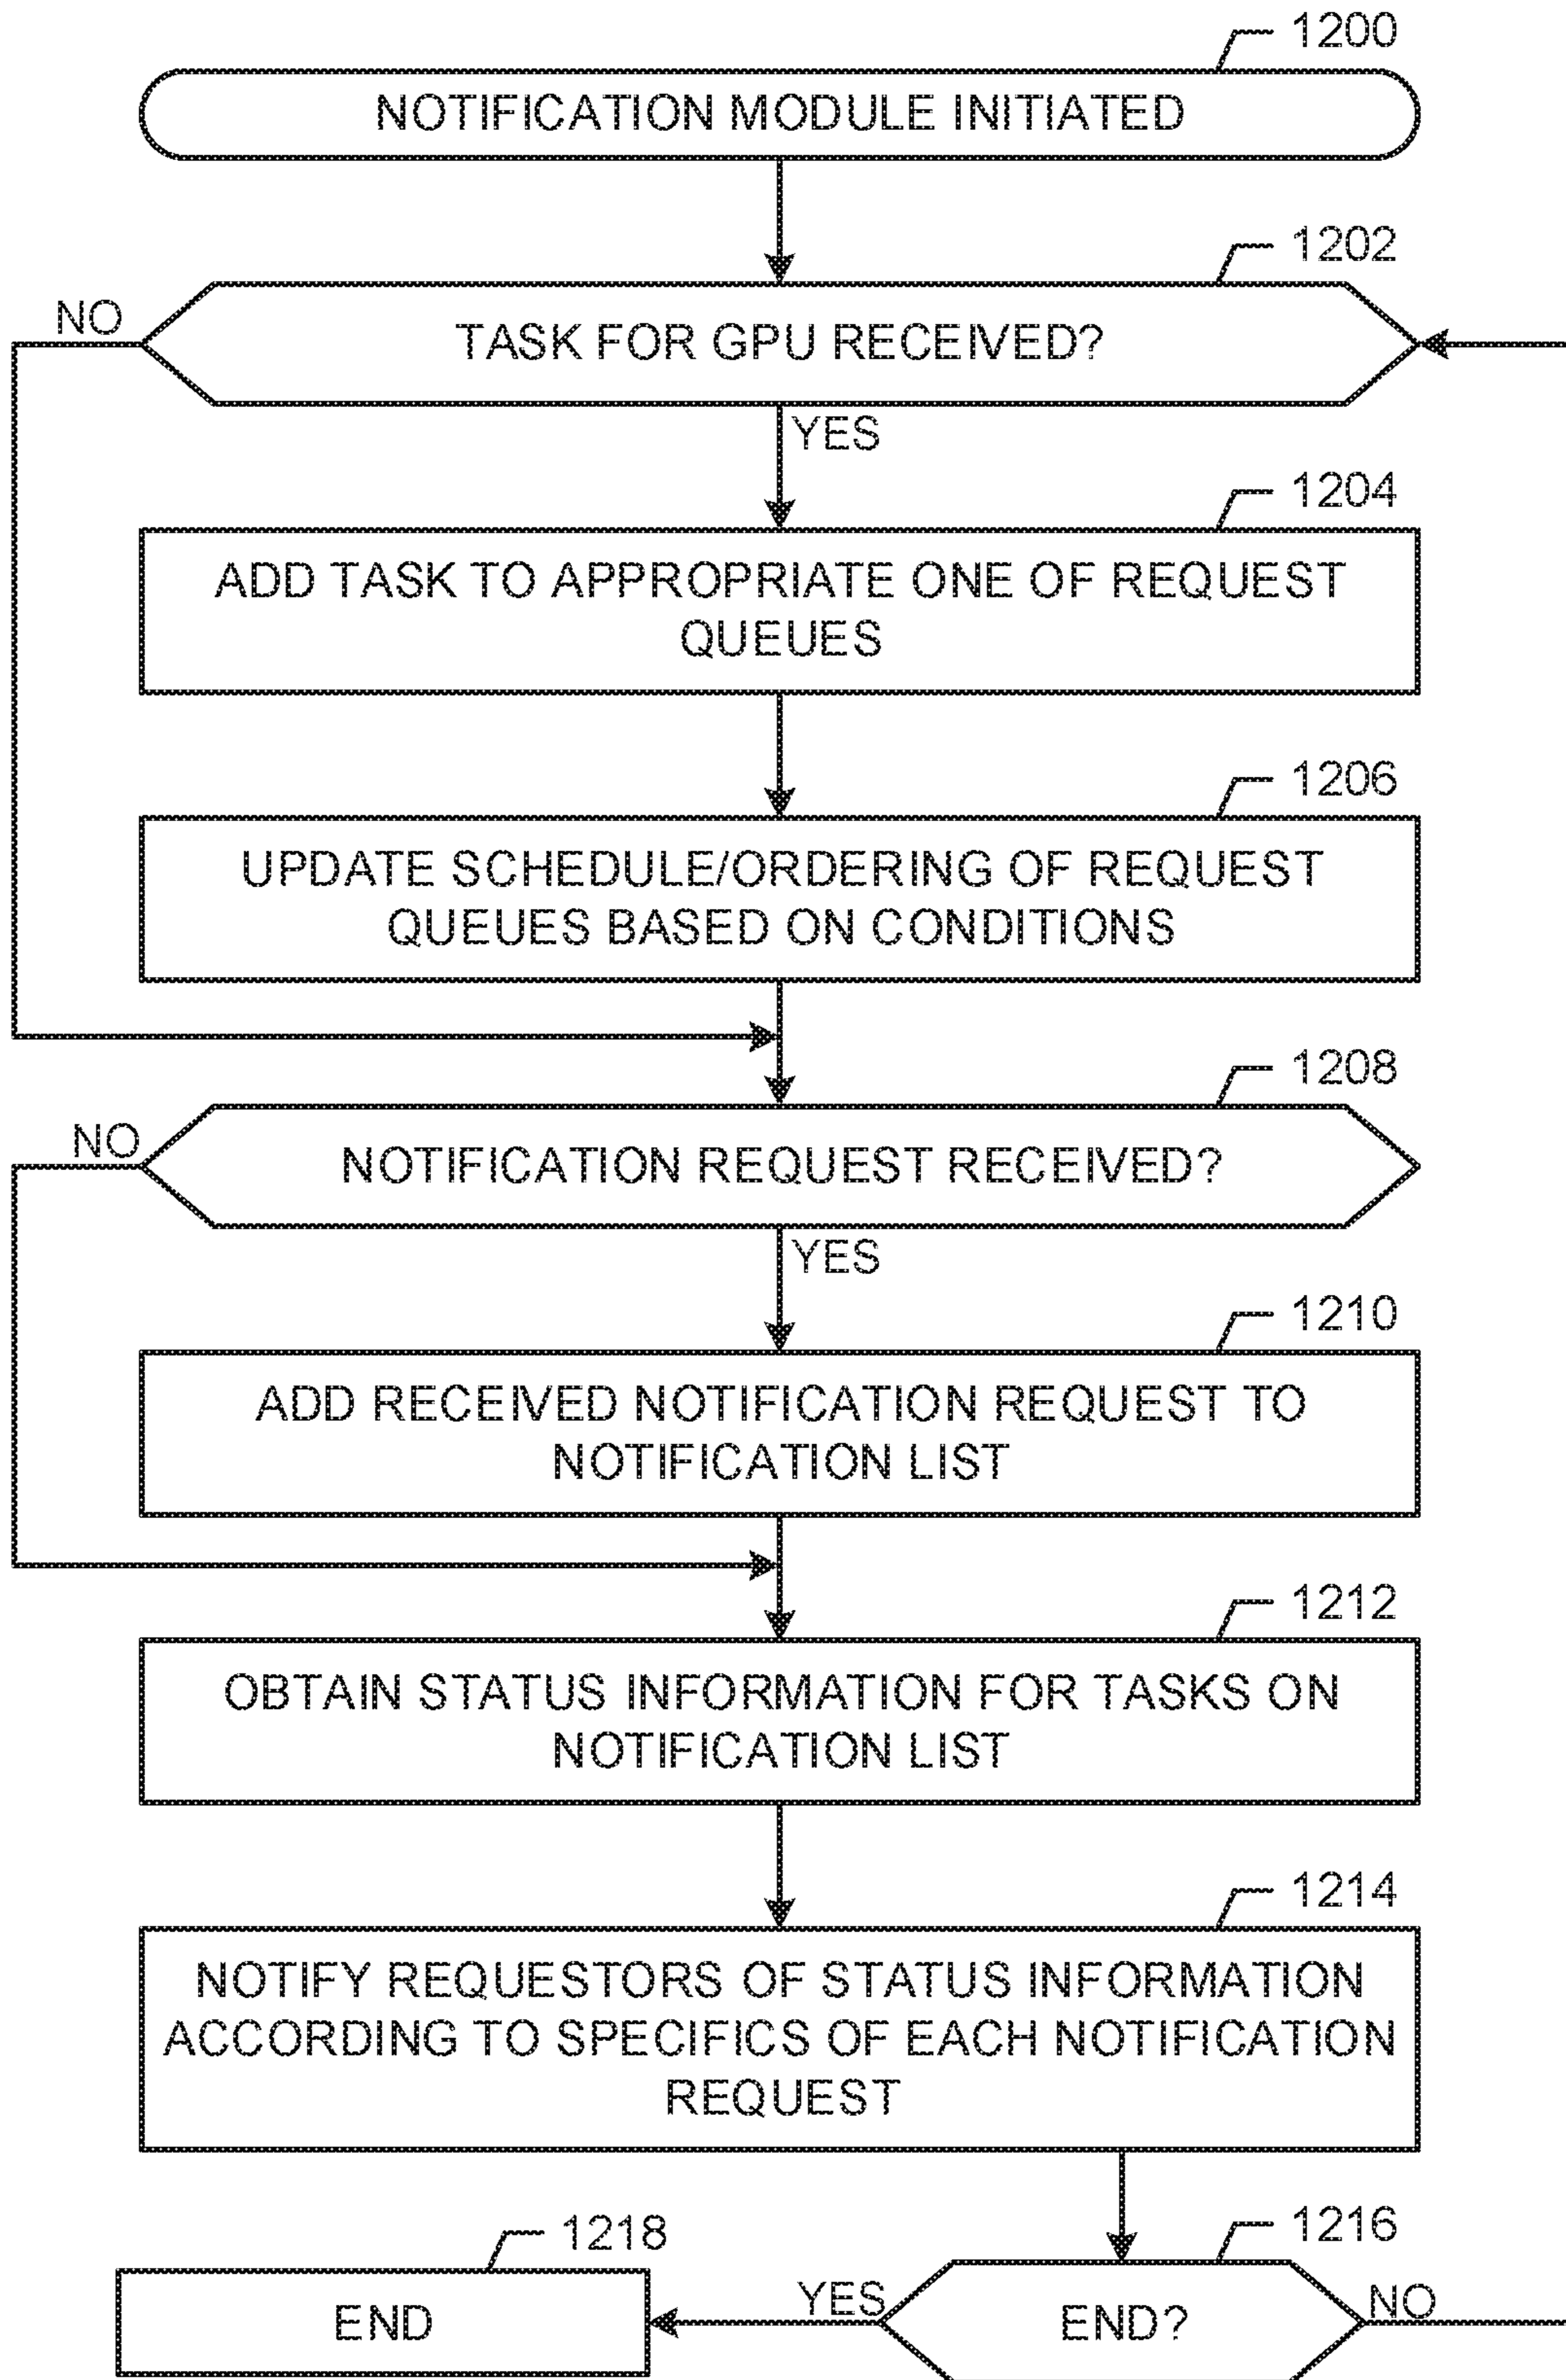 1200
NOTIFICATION MODULE INITIATED
1202
NO
TASK FOR GPU RECEIVED?
YES
1204
ADD TASK TO APPROPRIATE ONE OF REQUEST
QUEUES
1206
UPDATE SCHEDULE/ORDERING OF REQUEST
QUEUES BASED ON CONDITIONS
1208
NO
NOTIFICATION REQUEST RECEIVED?
YES
1210
ADD RECEIVED NOTIFICATION REQUEST TO
NOTIFICATION LIST
1212
OBTAIN STATUS INFORMATION FOR TASKS ON
NOTIFICATION LIST
1214
NOTIFY REQUESTORS OF STATUS INFORMATION
ACCORDING TO SPECIFICS OF EACH NOTIFICATION
REQUEST
1218
1216
END
YES
END?
NO